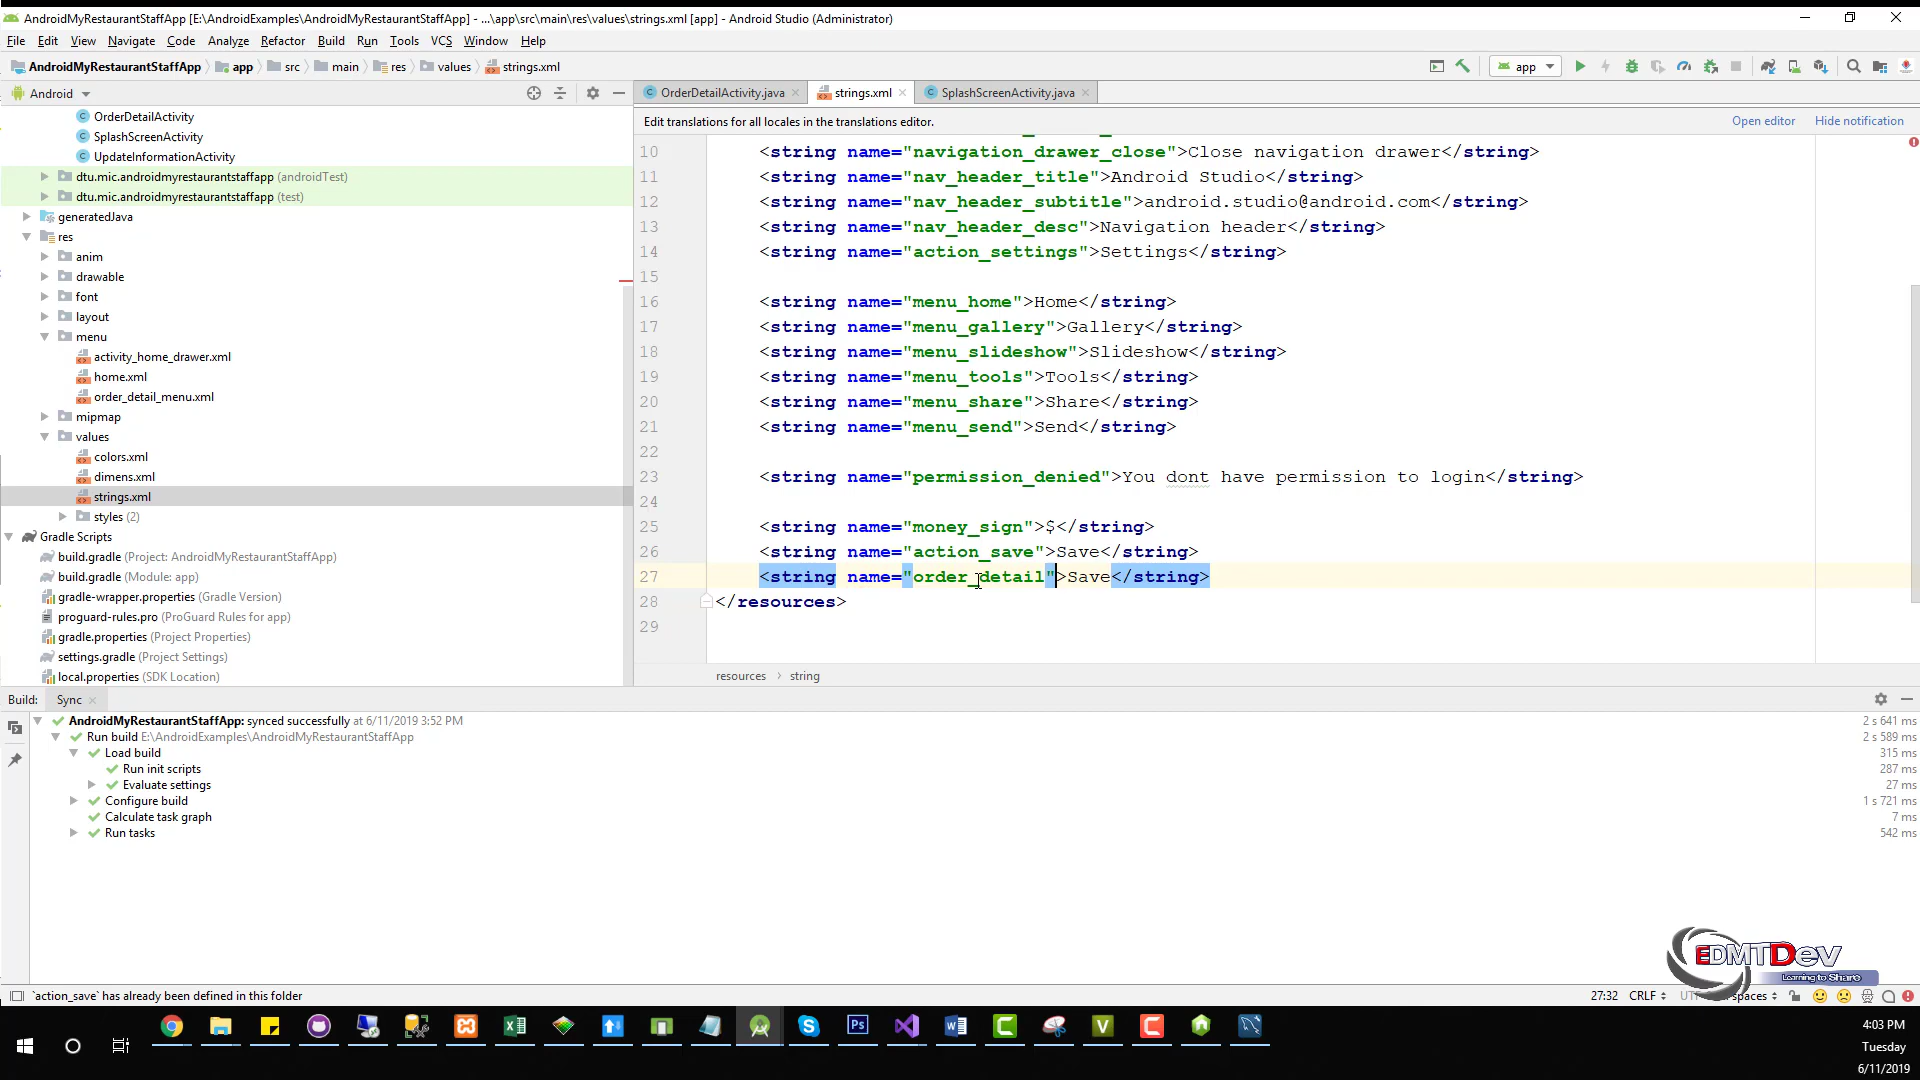 AndroidMyRestaurantStaffApp [E:\AndroidExamples\AndroidMyRestaurantStaffApp] - ...\app\src\main\res\values\strings.xml [app] - Android Studio (Administrator)
File Edit View Navigate Code Analyze Refactor Build Run Tools VCS Window Help
AndroidMyRestaurantStaffApp app src main res values strings.xml app
Android
OrderDetailActivity.java strings.xml SplashScreenActivity.java
Edit translations for all locales in the translations editor. Open editor Hide notification
OrderDetailActivity
SplashScreenActivity
UpdateInformationActivity
dtu.mic.androidmyrestaurantstaffapp (androidTest)
dtu.mic.androidmyrestaurantstaffapp (test)
generatedJava
res
anim
drawable
font
layout
menu
activity_home_drawer.xml
home.xml
order_detail_menu.xml
mipmap
values
colors.xml
dimens.xml
strings.xml
styles (2)
Gradle Scripts
build.gradle (Project: AndroidMyRestaurantStaffApp)
build.gradle (Module: app)
gradle-wrapper.properties (Gradle Version)
proguard-rules.pro (ProGuard Rules for app)
gradle.properties (Project Properties)
settings.gradle (Project Settings)
local.properties (SDK Location)
10 <string name="navigation_drawer_close">Close navigation drawer</string>
11 <string name="nav_header_title">Android Studio</string>
12 <string name="nav_header_subtitle">android.studio@android.com</string>
13 <string name="nav_header_desc">Navigation header</string>
14 <string name="action_settings">Settings</string>
15
16 <string name="menu_home">Home</string>
17 <string name="menu_gallery">Gallery</string>
18 <string name="menu_slideshow">Slideshow</string>
19 <string name="menu_tools">Tools</string>
20 <string name="menu_share">Share</string>
21 <string name="menu_send">Send</string>
22
23 <string name="permission_denied">You dont have permission to login</string>
24
25 <string name="money_sign">$</string>
26 <string name="action_save">Save</string>
27 <string name="order_detail">Save</string>
28 </resources>
29
resources › string
Build: Sync
AndroidMyRestaurantStaffApp: synced successfully at 6/11/2019 3:52 PM 2 s 641 ms
Run build E:\AndroidExamples\AndroidMyRestaurantStaffApp 2 s 589 ms
Load build 315 ms
Run init scripts 287 ms
Evaluate settings 27 ms
Configure build 1 s 721 ms
Calculate task graph 7 ms
Run tasks 542 ms
EDMTDev
Learning to Share
`action_save` has already been defined in this folder 27:32 CRLF spaces
4:03 PM
Tuesday
6/11/2019